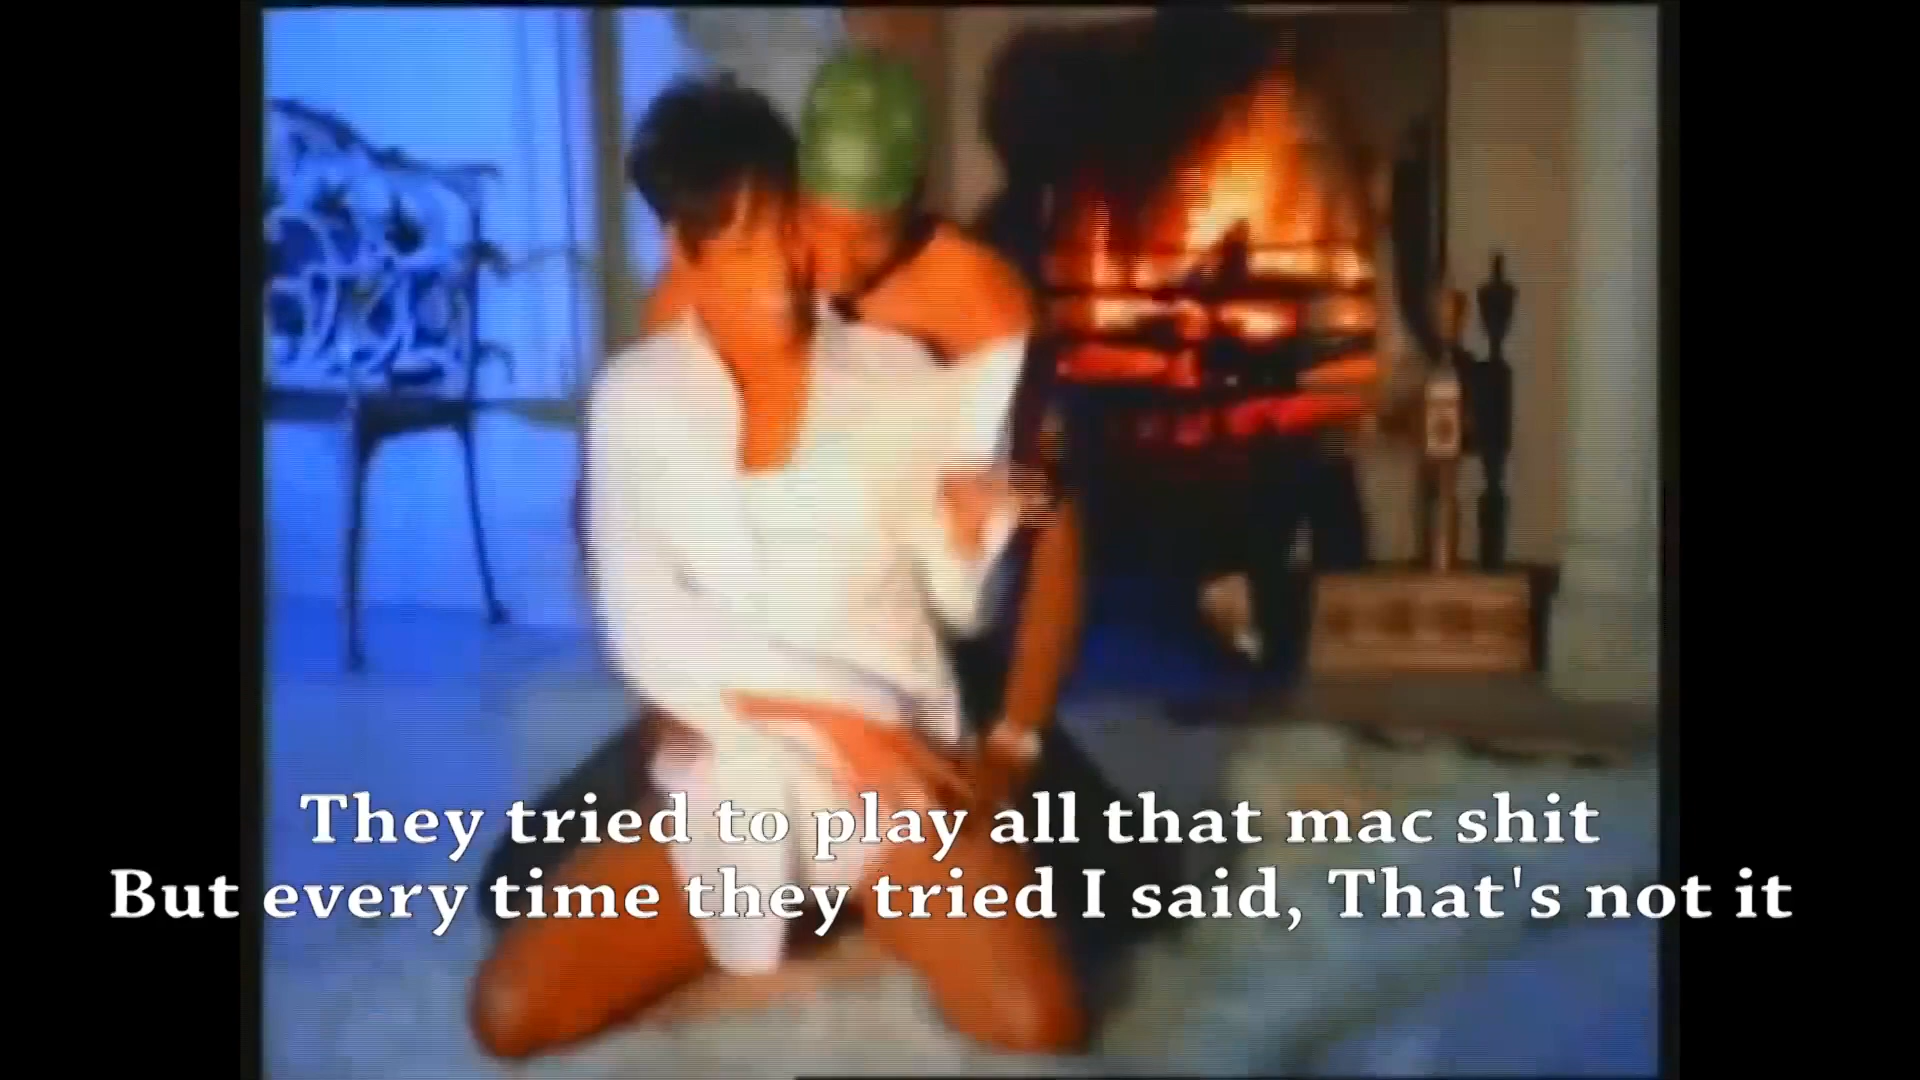 They tried to play all that mac shit
But every time they tried I said, That's not it